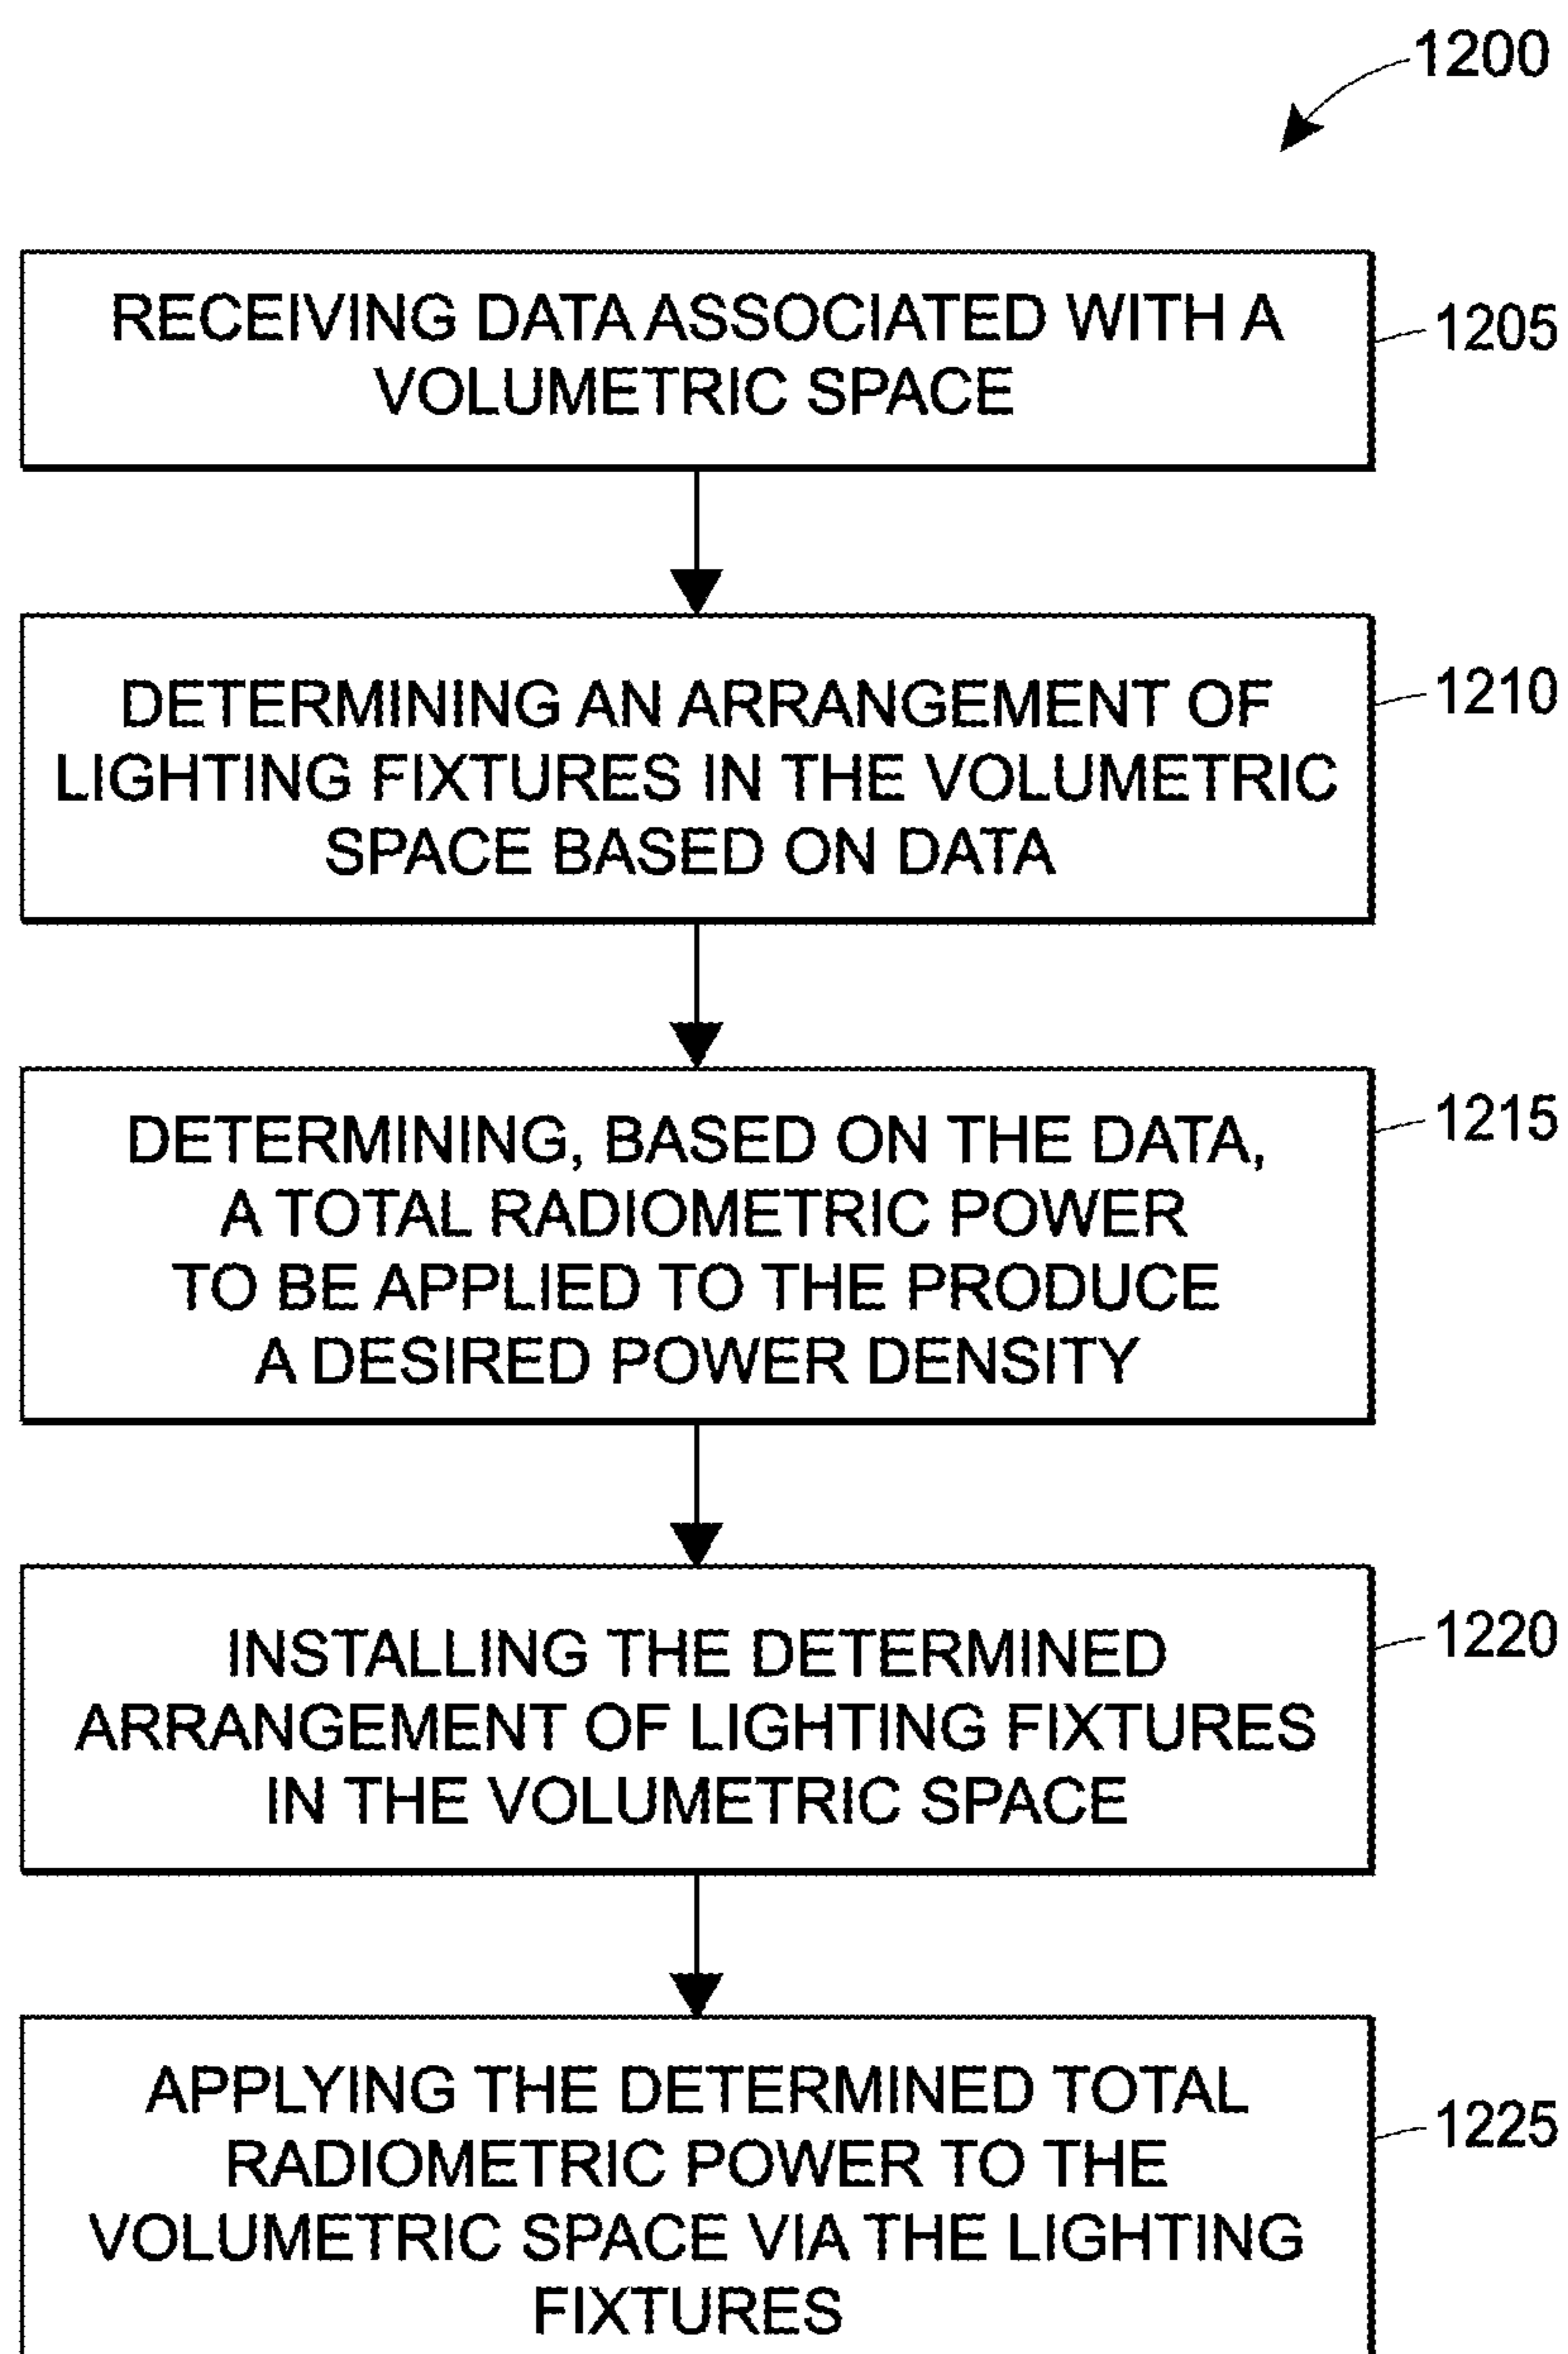 1200
RECEIVING DATA ASSOCIATED WITH A
VOLUMETRIC SPACE
1205
DETERMINING AN ARRANGEMENT OF
LIGHTING FIXTURES IN THE VOLUMETRIC
SPACE BASED ON DATA
1210
DETERMINING, BASED ON THE DATA,
A TOTAL RADIOMETRIC POWER
TO BE APPLIED TO THE PRODUCE
A DESIRED POWER DENSITY
1215
INSTALLING THE DETERMINED
ARRANGEMENT OF LIGHTING FIXTURES
IN THE VOLUMETRIC SPACE
1220
APPLYING THE DETERMINED TOTAL
RADIOMETRIC POWER TO THE
VOLUMETRIC SPACE VIA THE LIGHTING
FIXTURES
1225